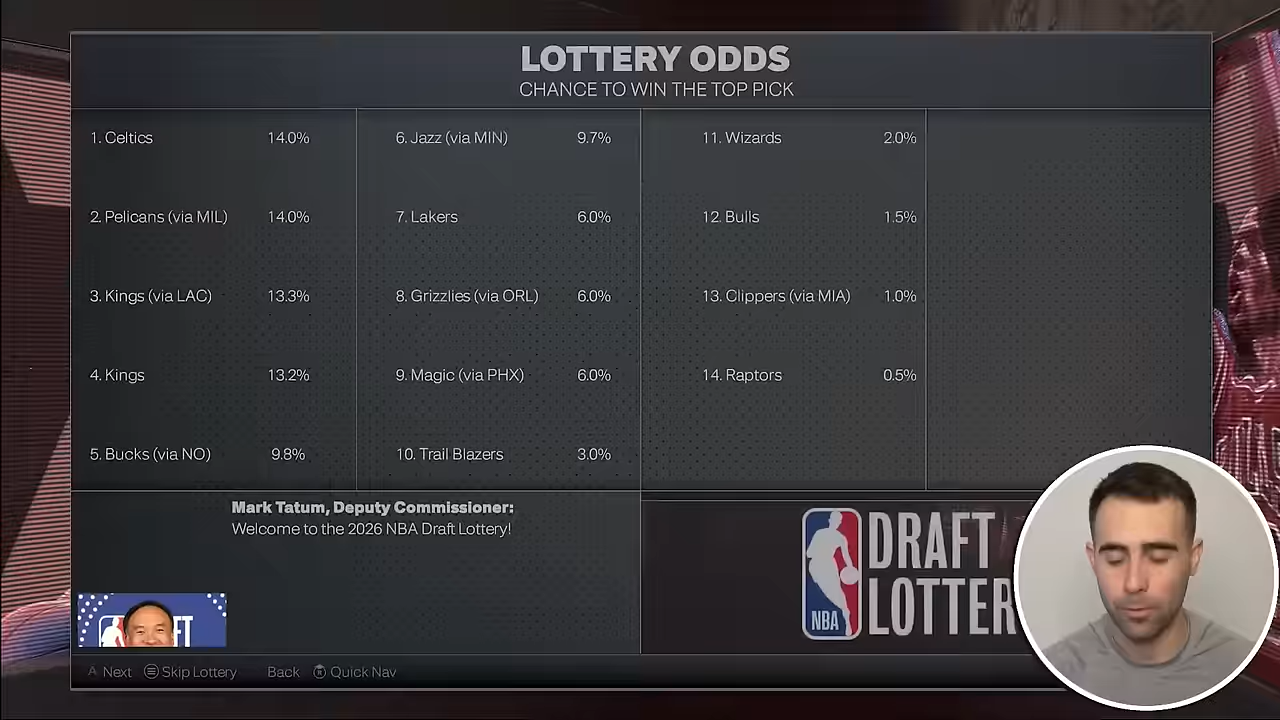 LOTTERY ODDS
CHANCE TO WIN THE TOP PICK
1. Celtics 14.0%
2. Pelicans (via MIL) 14.0%
3. Kings (via LAC) 13.3%
4. Kings 13.2%
5. Bucks (via NO) 9.8%
6. Jazz (via MIN) 9.7%
7. Lakers 6.0%
8. Grizzlies (via ORL) 6.0%
9. Magic (via PHX) 6.0%
10. Trail Blazers 3.0%
11. Wizards 2.0%
12. Bulls 1.5%
13. Clippers (via MIA) 1.0%
14. Raptors 0.5%
Mark Tatum, Deputy Commissioner:
Welcome to the 2026 NBA Draft Lottery!
NBA
DRAFT
LOTTER
A Next Skip Lottery Back Quick Nav